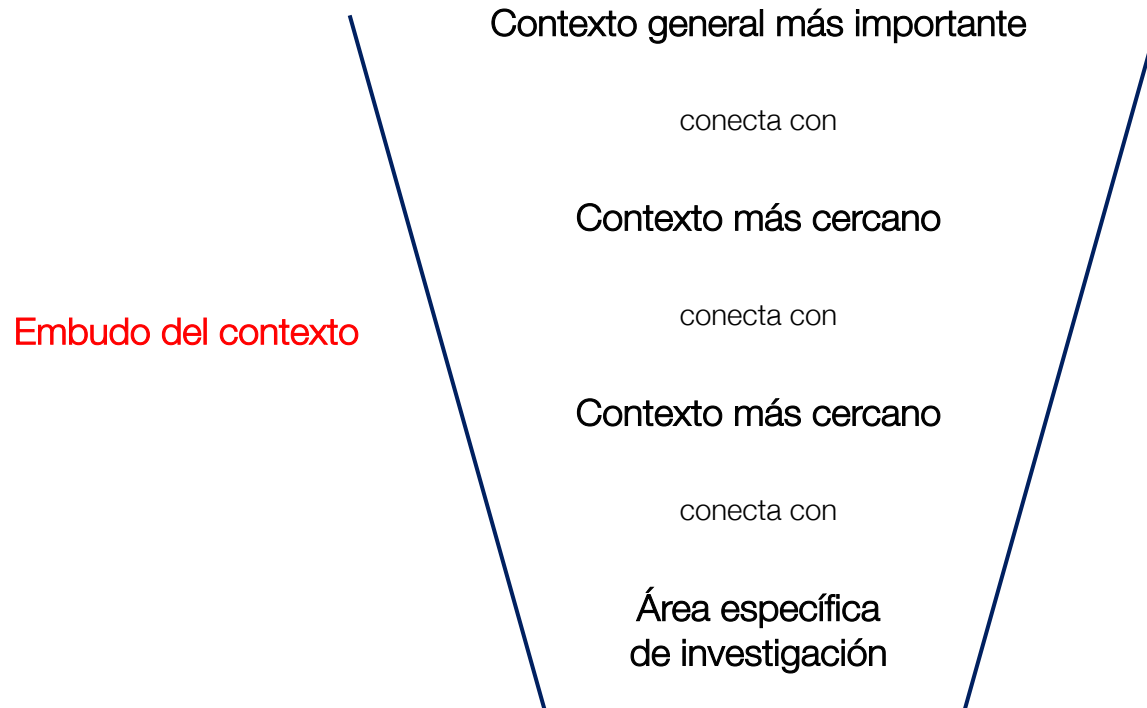 Contexto general más importante
conecta con
Contexto más cercano
conecta con
Embudo del contexto
Contexto más cercano
conecta con
Área específica
de investigación